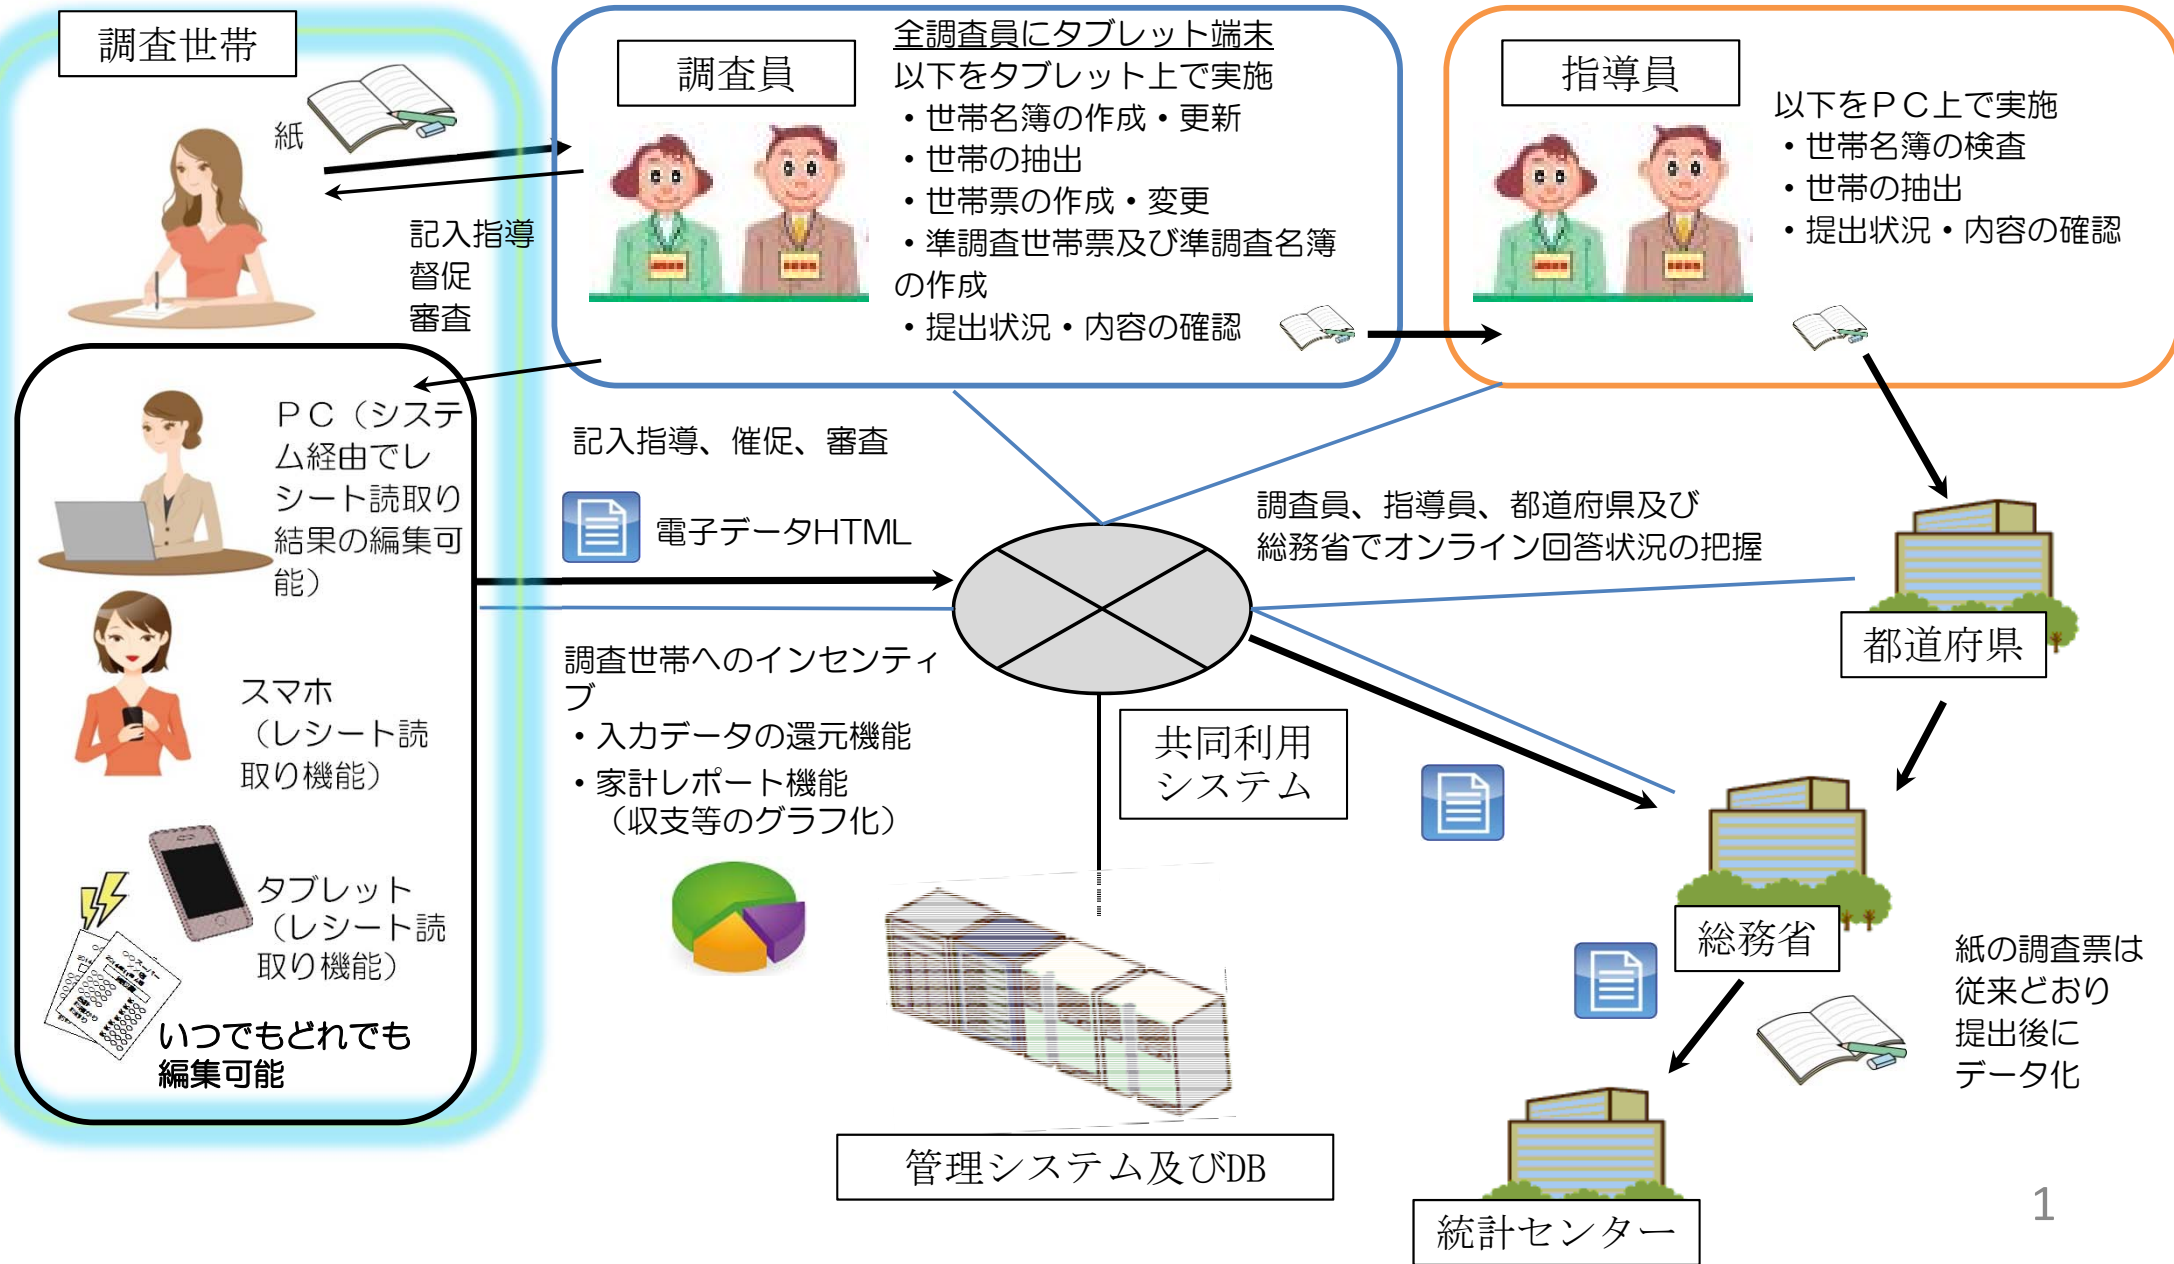 調査世帯
紙
記入指導
督促
審査
調査員
全調査員にタブレット端末
以下をタブレット上で実施
・世帯名簿の作成・更新
・世帯の抽出
・世帯票の作成・変更
・準調査世帯票及び準調査名簿
の作成
・提出状況・内容の確認
指導員
以下をＰＣ上で実施
・世帯名簿の検査
・世帯の抽出
・提出状況・内容の確認
ＰＣ（システ
ム経由でレ
シート読取り
結果の編集可
能）
スマホ
（レシート読
取り機能）
タブレット
（レシート読
取り機能）
いつでもどれでも
編集可能
記入指導、催促、審査
電子データHTML
調査員、指導員、都道府県及び
総務省でオンライン回答状況の把握
調査世帯へのインセンティ
ブ
・入力データの還元機能
・家計レポート機能
（収支等のグラフ化）
共同利用
システム
都道府県
総務省
紙の調査票は
従来どおり
提出後に
データ化
管理システム及びDB
統計センター
1